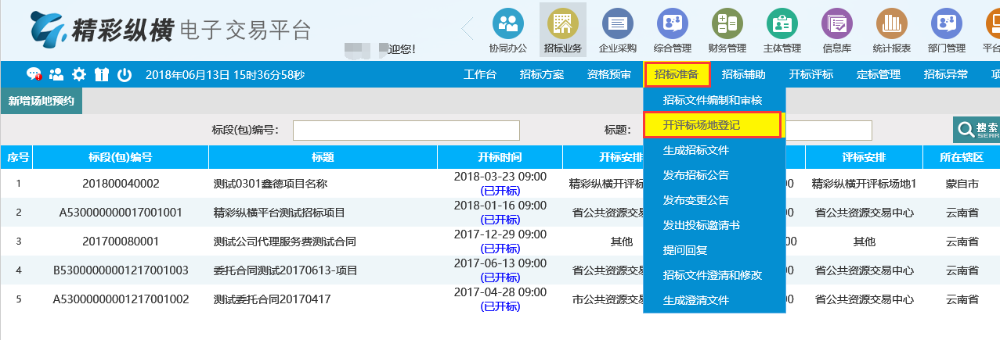 精彩纵横 电子交易平台
迎您!
协同办公 招标业务 企业采购 综合管理 财务管理 主体管理 信息库 统计报表 部门管理 平台
2018年06月13日 15时36分58秒 工作台 招标方案 资格预审 招标准备 招标辅助 开标评标 定标管理 招标异常 项
新增场地预约
招标文件编制和审核
开评标场地登记
生成招标文件
发布招标公告
发布变更公告
发出投标邀请书
提问回复
招标文件澄清和修改
生成澄清文件
标段(包)编号: 标题: 搜索
SEAR
序号 标段(包)编号 标题 开标时间 开标安排 评标安排 所在辖区
1 201800040002 测试0301鑫德项目名称 2018-03-23 09:00 精彩纵横开评标 00 精彩纵横开评标场地1 蒙自市
(已开标)
2 A530000000017001001 精彩纵横平台测试招标项目 2018-01-16 09:00 省公共资源交易 省公共资源交易中心 云南省
(已开标)
3 201700080001 测试公司代理服务费测试合同 2017-12-29 09:00 其他 00 其他 云南省
(已开标)
4 B53000000001217001003 委托合同测试20170613-项目 2017-06-13 09:00 省公共资源交易 00 省公共资源交易中心 云南省
(已开标)
5 A53000000001217001002 测试委托合同20170417 2017-04-28 09:00 市公共资源交易 00 省公共资源交易中心 云南省
(已开标)